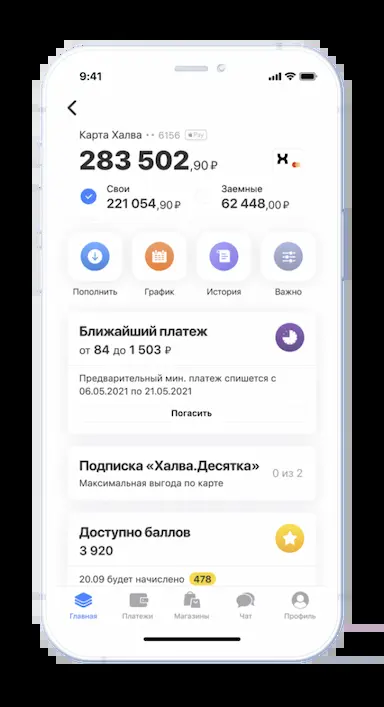 9:41
Карта Халва •• 6156 Pay
283 502,90 ₽
Свои Заемные
221 054,90 ₽ 62 448,00 ₽
Пополнить График История Важно
Ближайший платеж
от 84 до 1 503 ₽
Предварительный мин. платеж спишется с
06.05.2021 по 21.05.2021
Погасить
Подписка «Халва.Десятка» 0 из 2
Максимальная выгода по карте
Доступно баллов
3 920
20.09 будет начислено 478
Главная Платежи Магазины Чат Профиль